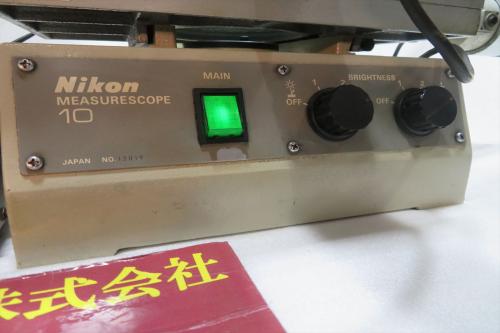 Nikon
MEASURESCOPE
10
JAPAN NO.
MAIN
BRIGHTNESS
OFF 1 2
OFF 1 2
株式会社